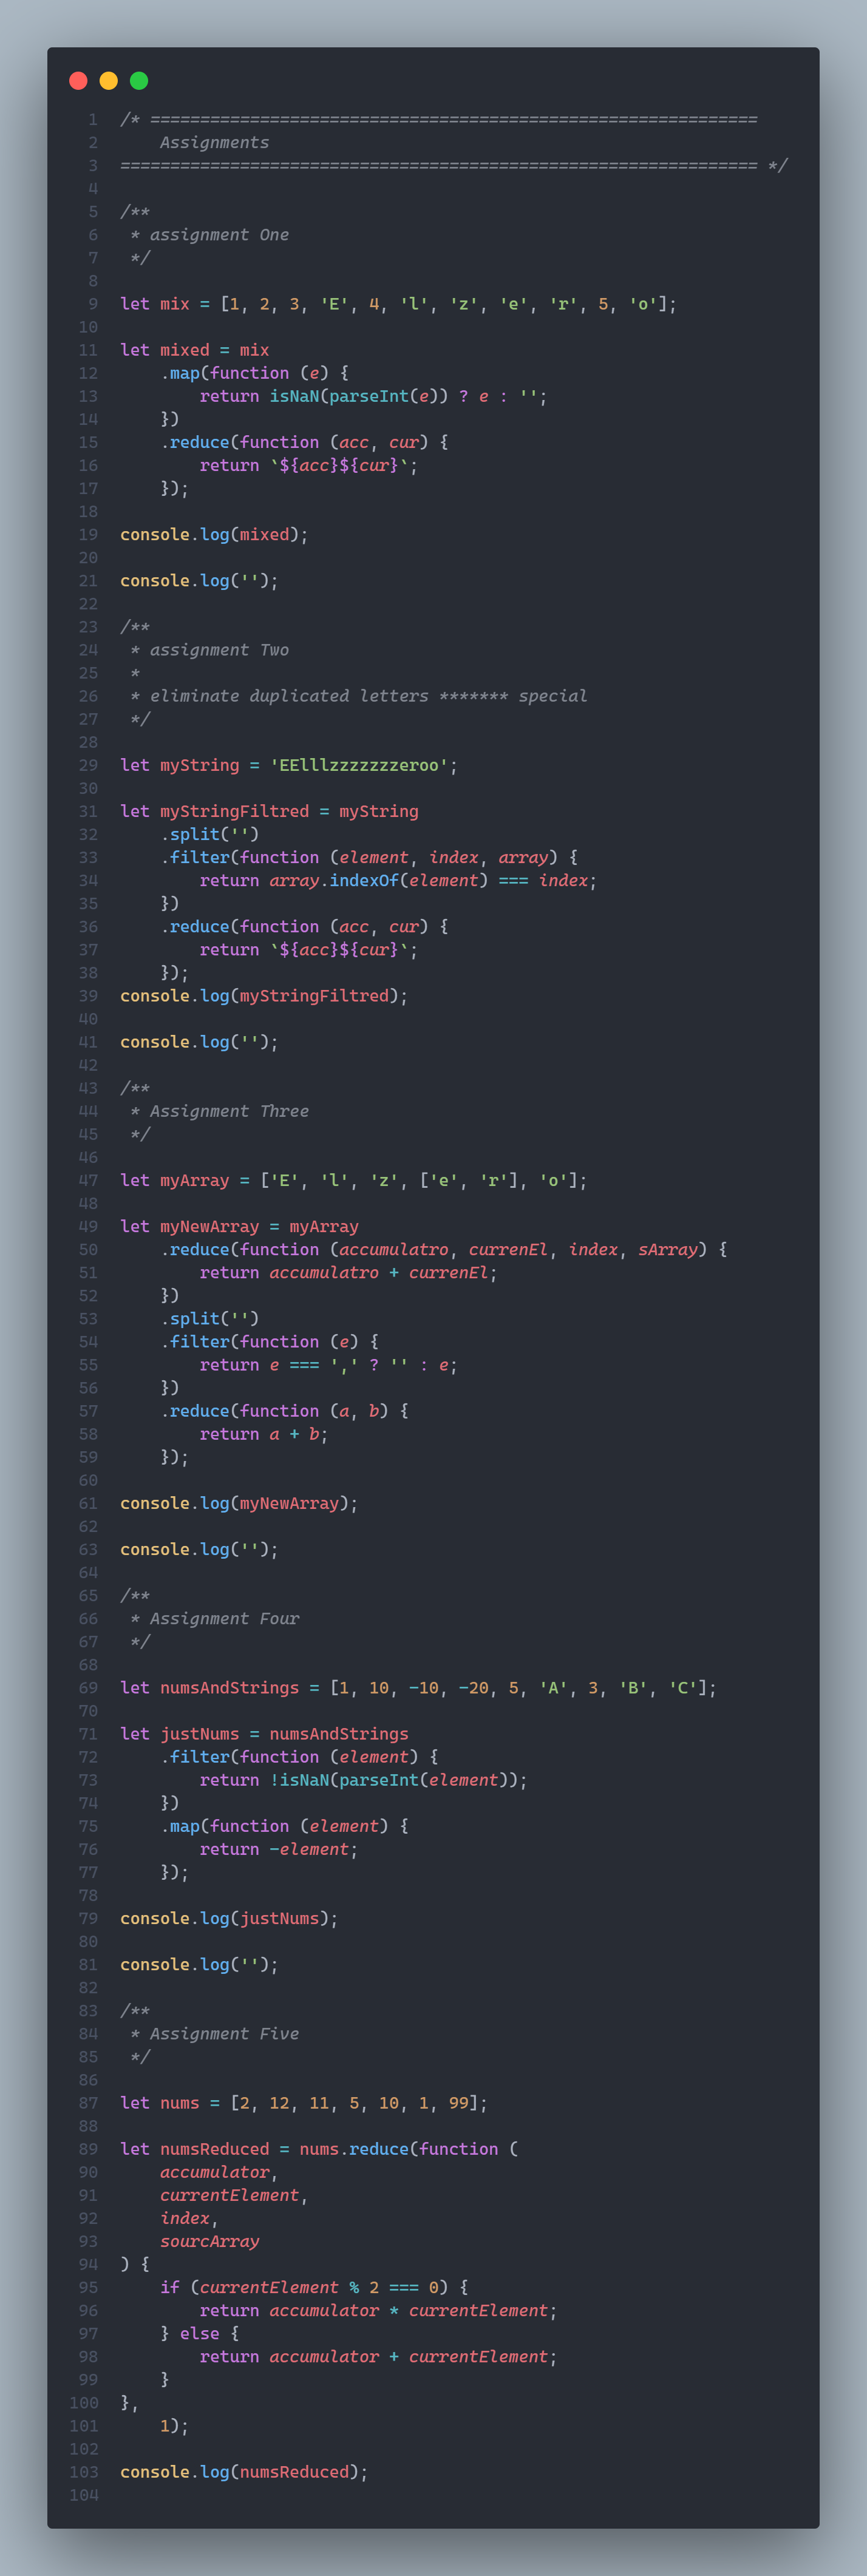 1 /* =============================================================
2     Assignments
3 ================================================================ */
4
5 /**
6  * assignment One
7  */
8
9 let mix = [1, 2, 3, 'E', 4, 'l', 'z', 'e', 'r', 5, 'o'];
10
11 let mixed = mix
12     .map(function (e) {
13         return isNaN(parseInt(e)) ? e : '';
14     })
15     .reduce(function (acc, cur) {
16         return `${acc}${cur}`;
17     });
18
19 console.log(mixed);
20
21 console.log('');
22
23 /**
24  * assignment Two
25  *
26  * eliminate duplicated letters ******* special
27  */
28
29 let myString = 'EElllzzzzzzzeroo';
30
31 let myStringFiltred = myString
32     .split('')
33     .filter(function (element, index, array) {
34         return array.indexOf(element) === index;
35     })
36     .reduce(function (acc, cur) {
37         return `${acc}${cur}`;
38     });
39 console.log(myStringFiltred);
40
41 console.log('');
42
43 /**
44  * Assignment Three
45  */
46
47 let myArray = ['E', 'l', 'z', ['e', 'r'], 'o'];
48
49 let myNewArray = myArray
50     .reduce(function (accumulatro, currenEl, index, sArray) {
51         return accumulatro + currenEl;
52     })
53     .split('')
54     .filter(function (e) {
55         return e === ',' ? '' : e;
56     })
57     .reduce(function (a, b) {
58         return a + b;
59     });
60
61 console.log(myNewArray);
62
63 console.log('');
64
65 /**
66  * Assignment Four
67  */
68
69 let numsAndStrings = [1, 10, -10, -20, 5, 'A', 3, 'B', 'C'];
70
71 let justNums = numsAndStrings
72     .filter(function (element) {
73         return !isNaN(parseInt(element));
74     })
75     .map(function (element) {
76         return -element;
77     });
78
79 console.log(justNums);
80
81 console.log('');
82
83 /**
84  * Assignment Five
85  */
86
87 let nums = [2, 12, 11, 5, 10, 1, 99];
88
89 let numsReduced = nums.reduce(function (
90     accumulator,
91     currentElement,
92     index,
93     sourcArray
94 ) {
95     if (currentElement % 2 === 0) {
96         return accumulator * currentElement;
97     } else {
98         return accumulator + currentElement;
99     }
100 },
101     1);
102
103 console.log(numsReduced);
104